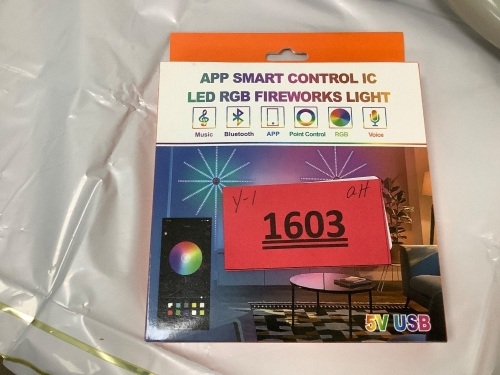 APP SMART CONTROL IC
LED RGB FIREWORKS LIGHT
Music Bluetooth APP Point Control RGB Voice
Y-1 aH
1603
5V USB